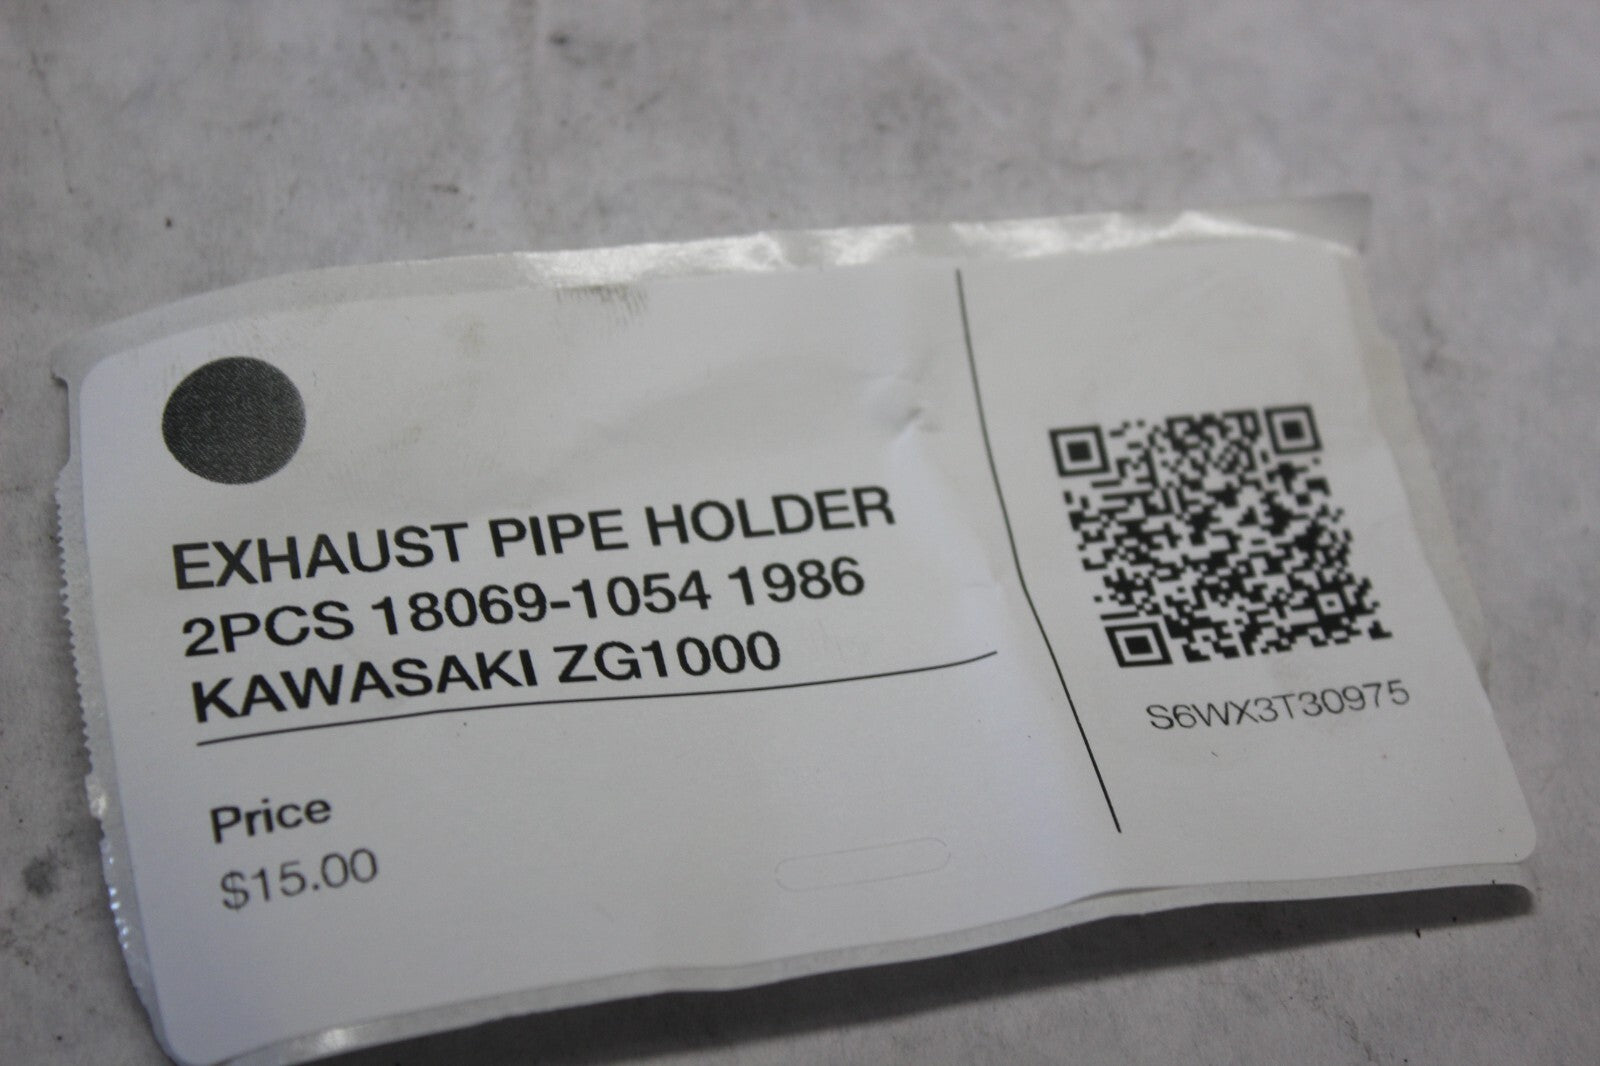 EXHAUST PIPE HOLDER
2PCS 18069-1054 1986
KAWASAKI ZG1000
Price
$15.00
S6WX3T30975